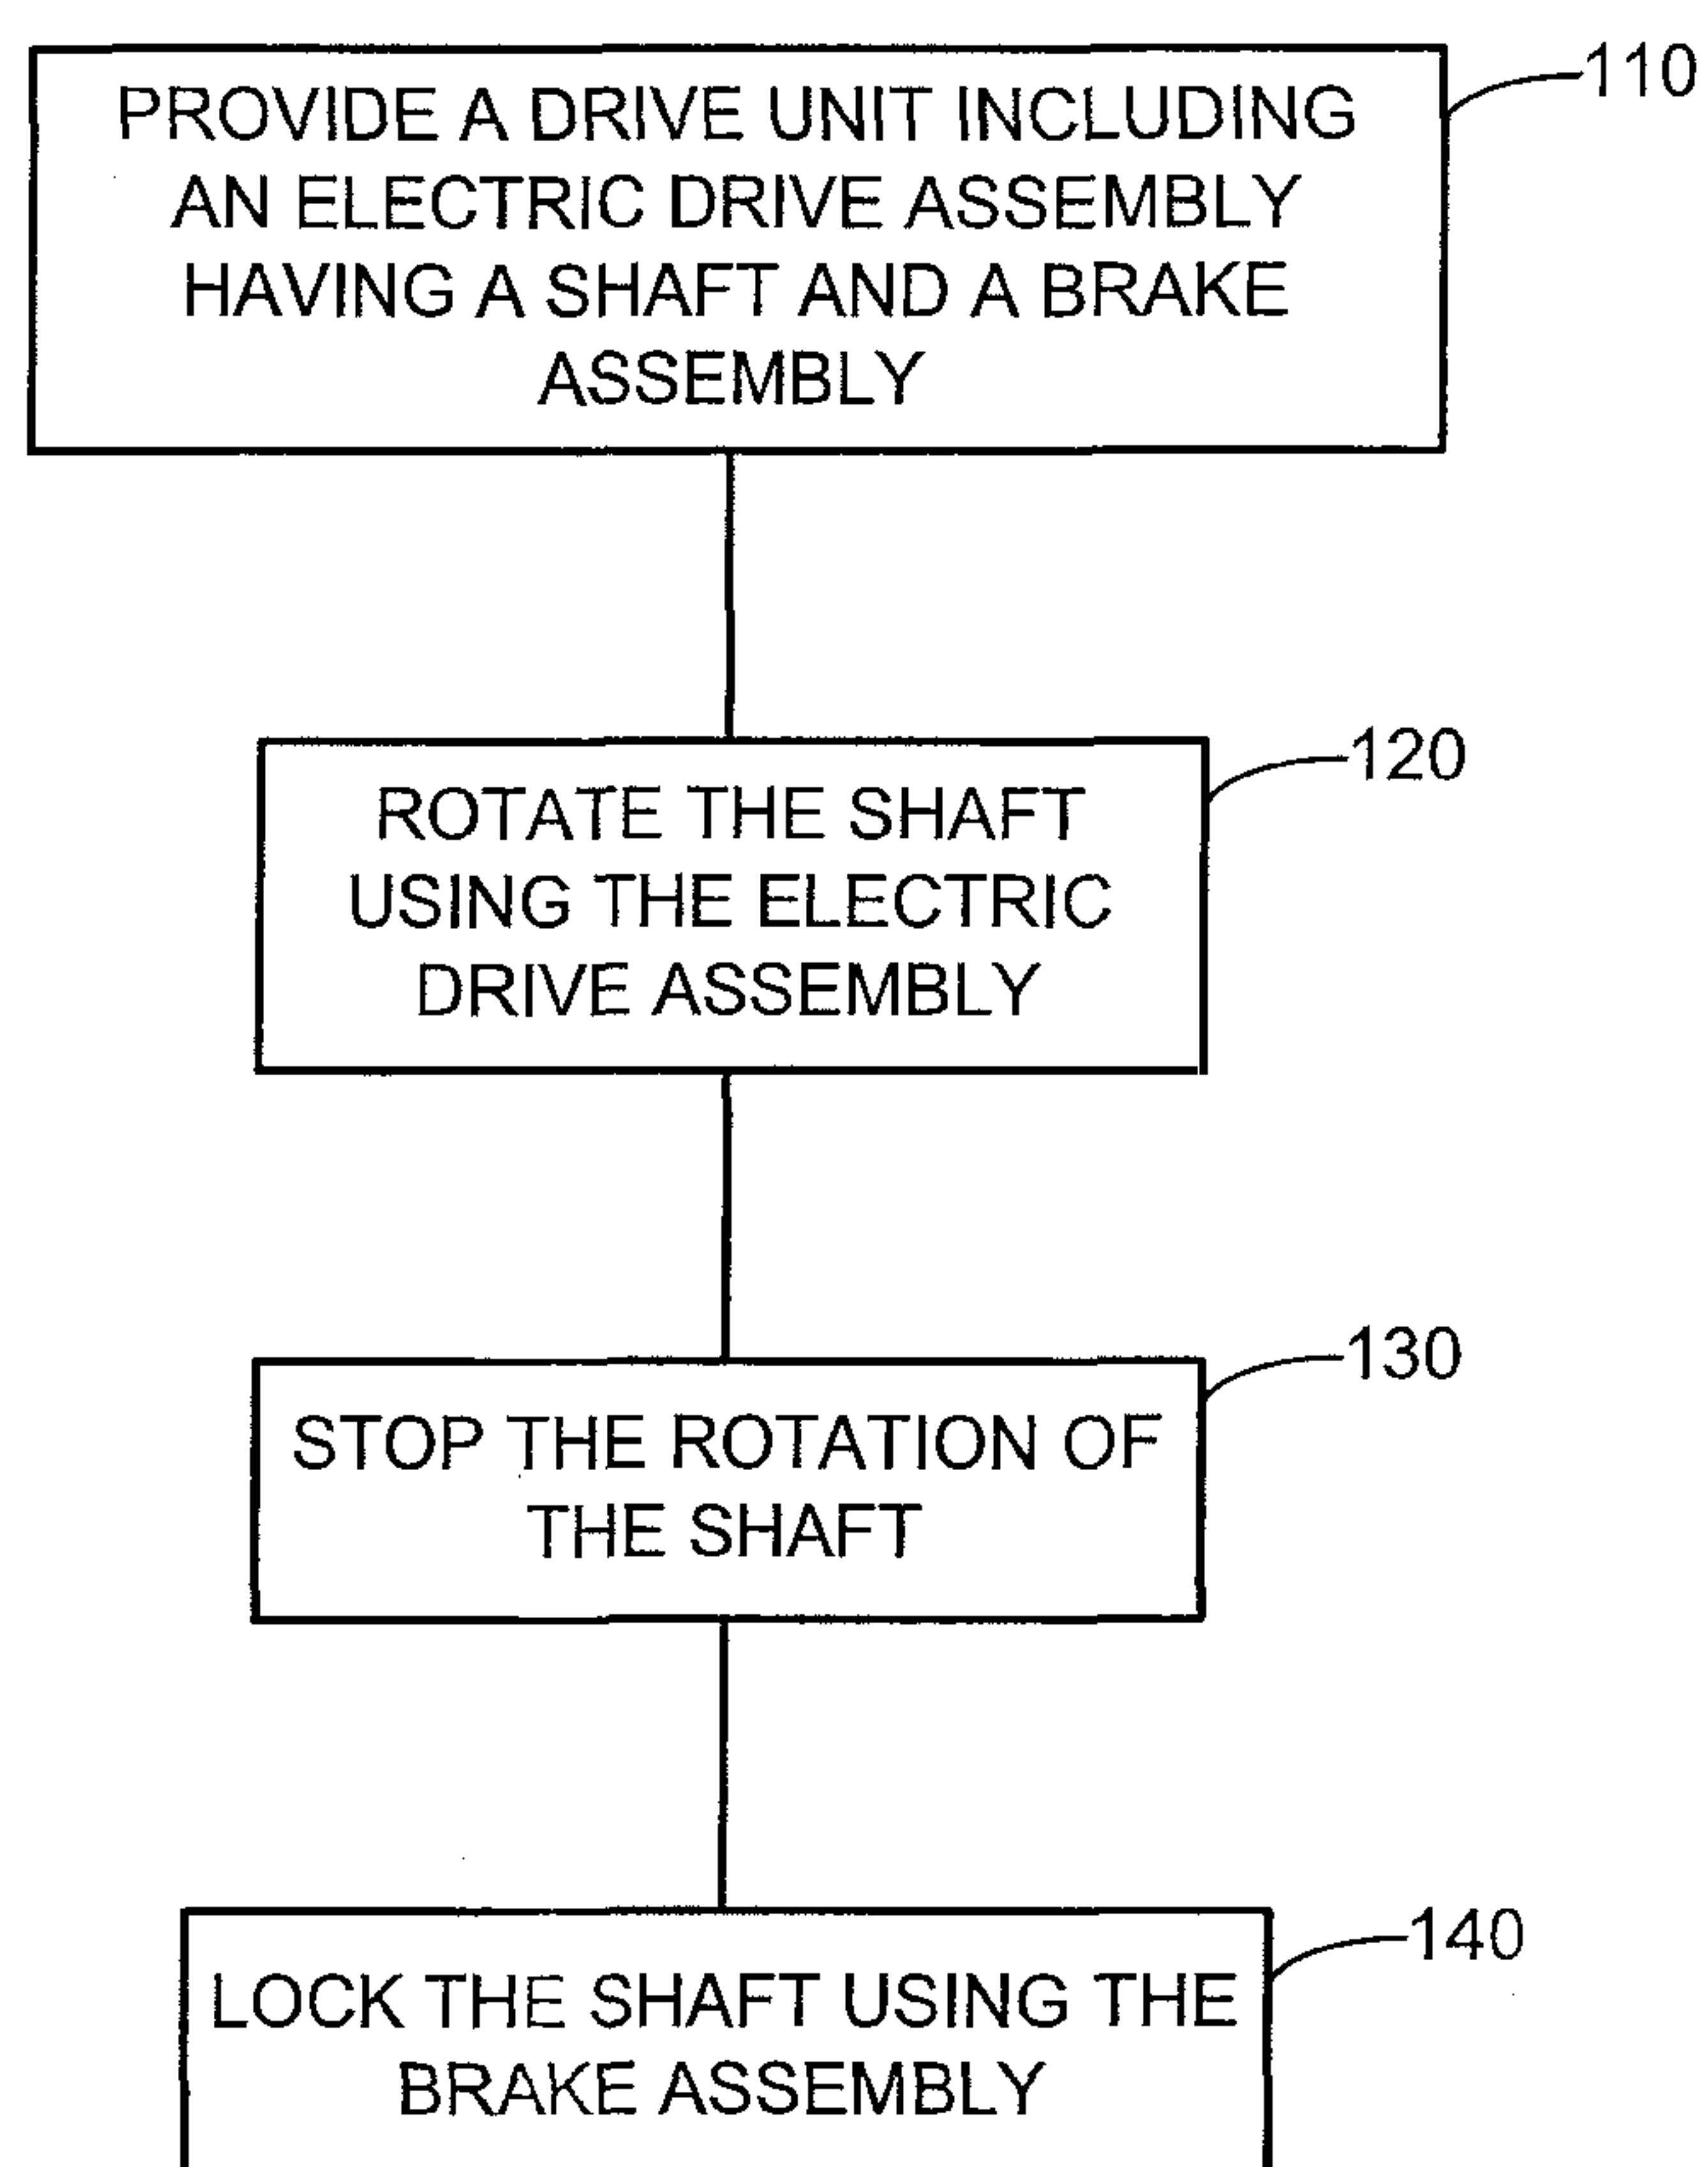 110
PROVIDE A DRIVE UNIT INCLUDING
AN ELECTRIC DRIVE ASSEMBLY
HAVING A SHAFT AND A BRAKE
ASSEMBLY
120
ROTATE THE SHAFT
USING THE ELECTRIC
DRIVE ASSEMBLY
130
STOP THE ROTATION OF
THE SHAFT
140
LOCK THE SHAFT USING THE
BRAKE ASSEMBLY